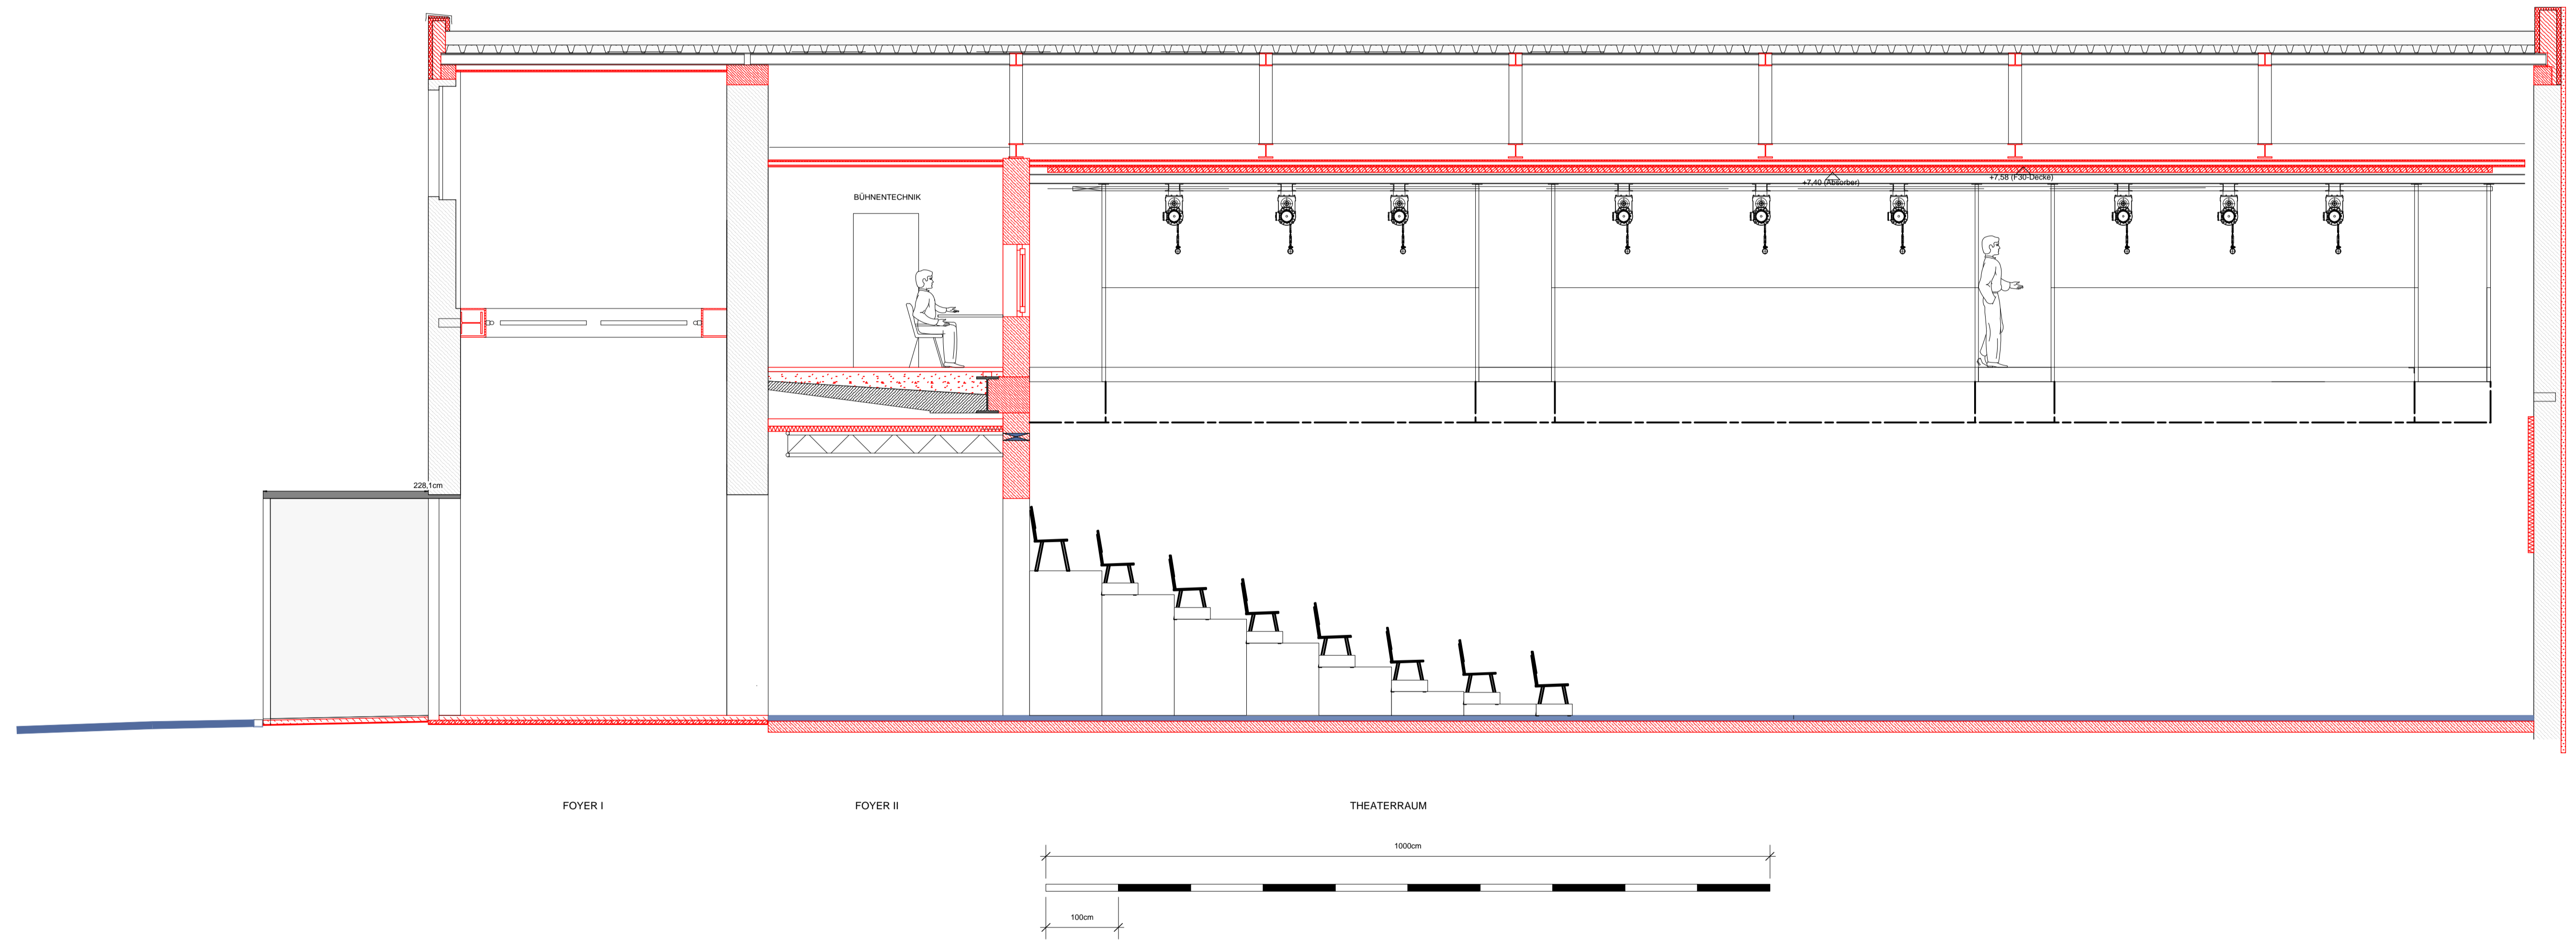 +7,40 (Absorber)
+7,58 (F30-Decke)
BÜHNENTECHNIK
228,1cm
FOYER I
FOYER II
THEATERRAUM
1000cm
100cm